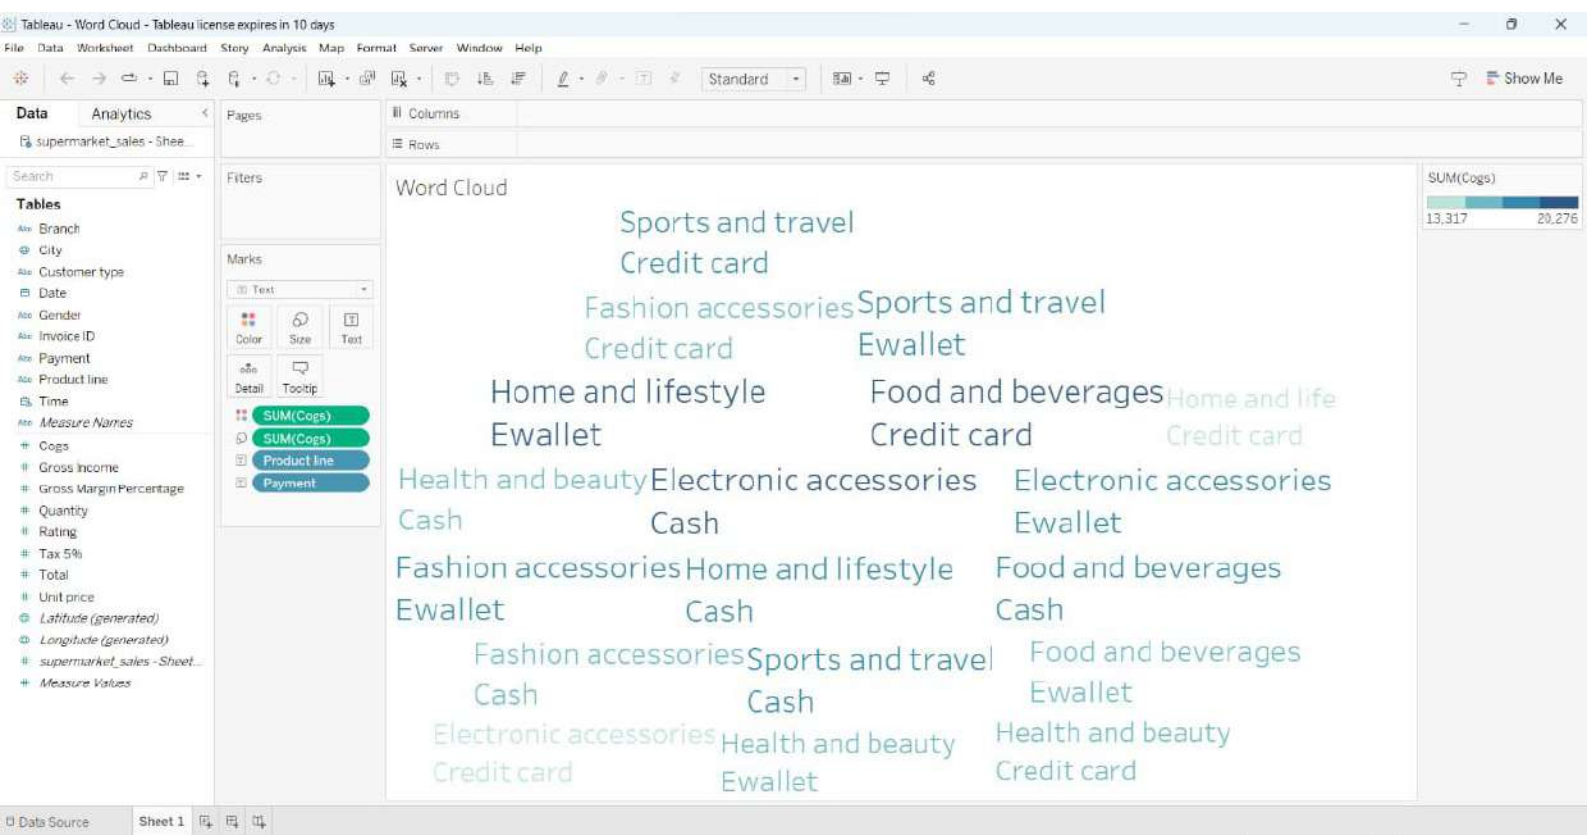 Tableau - Word Cloud - Tableau license expires in 10 days
File Data Worksheet Dashboard Story Analysis Map Format Server Window Help
Standard
Show Me
Data Analytics
Pages
Columns
supermarket_sales - Shee...
Rows
Search
Filters
Tables
Abc Branch
City
Abc Customer type
Date
Abc Gender
Abc Invoice ID
Abc Payment
Abc Product line
Time
Abc Measure Names
# Cogs
# Gross Income
# Gross Margin Percentage
# Quantity
# Rating
# Tax 5%
# Total
# Unit price
Latitude (generated)
Longitude (generated)
# supermarket_sales - Sheet...
# Measure Values
Marks
Text
Color Size Text
Detail Tooltip
SUM(Cogs)
SUM(Cogs)
Product line
Payment
Word Cloud
Sports and travel
Credit card
Fashion accessories
Credit card
Sports and travel
Ewallet
Home and lifestyle
Ewallet
Food and beverages
Credit card
Home and life
Credit card
Health and beauty
Cash
Electronic accessories
Cash
Electronic accessories
Ewallet
Fashion accessories
Ewallet
Home and lifestyle
Cash
Food and beverages
Cash
Fashion accessories
Cash
Sports and travel
Cash
Food and beverages
Ewallet
Electronic accessories
Credit card
Health and beauty
Ewallet
Health and beauty
Credit card
SUM(Cogs)
13,317 20,276
Data Source Sheet 1